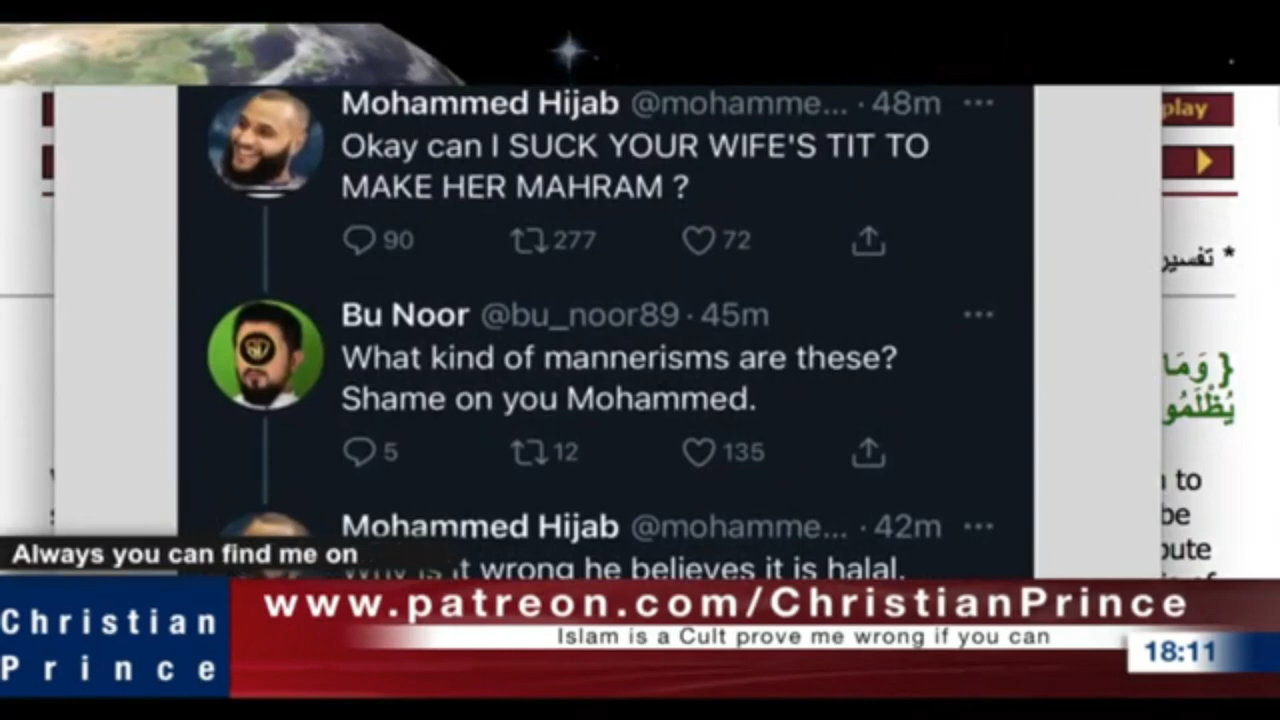 Mohammed Hijab @mohamme... · 48m
Okay can I SUCK YOUR WIFE'S TIT TO
MAKE HER MAHRAM ?
90 277 72
Bu Noor @bu_noor89 · 45m
What kind of mannerisms are these?
Shame on you Mohammed.
5 12 135
Mohammed Hijab @mohamme... · 42m
Why is it wrong he believes it is halal.
play
* تفسير
{ وَمَا
يُظْلَمُو
to
be
bute
Always you can find me on
www.patreon.com/ChristianPrince
Christian
Prince
Islam is a Cult prove me wrong if you can
18:11